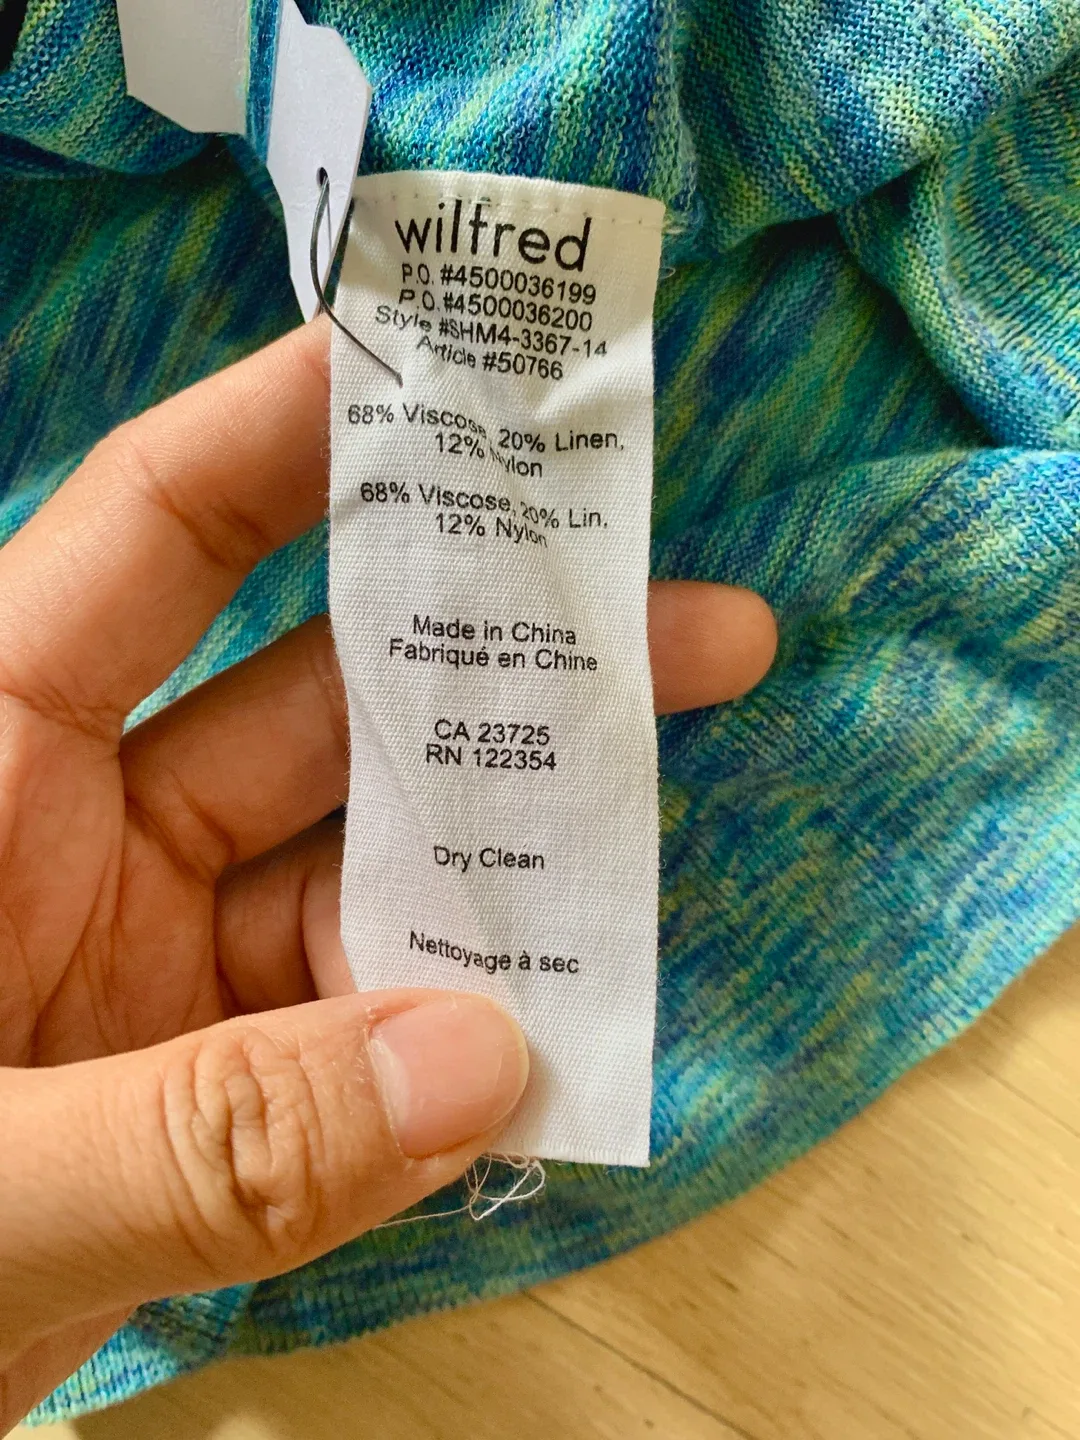 wilfred
P.O. #4500036199
P.O. #4500036200
Style #SHM4-3367-14
Article #50766
68% Viscose, 20% Linen,
12% Nylon
68% Viscose, 20% Lin,
12% Nylon
Made in China
Fabriqué en Chine
CA 23725
RN 122354
Dry Clean
Nettoyage à sec